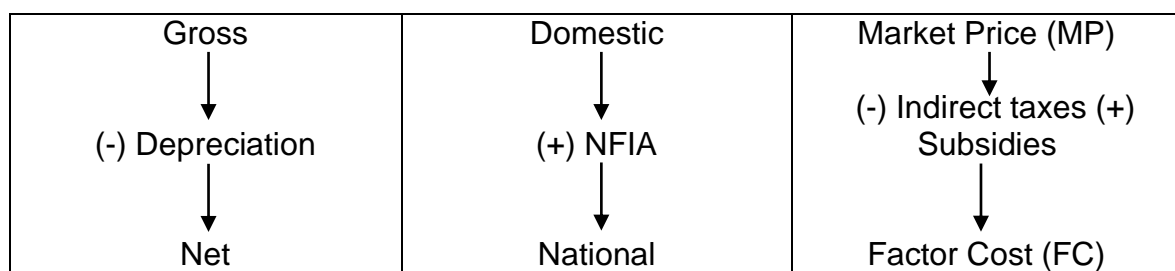 Gross
(-) Depreciation
Net
Domestic
(+) NFIA
National
Market Price (MP)
(-) Indirect taxes (+)
Subsidies
Factor Cost (FC)